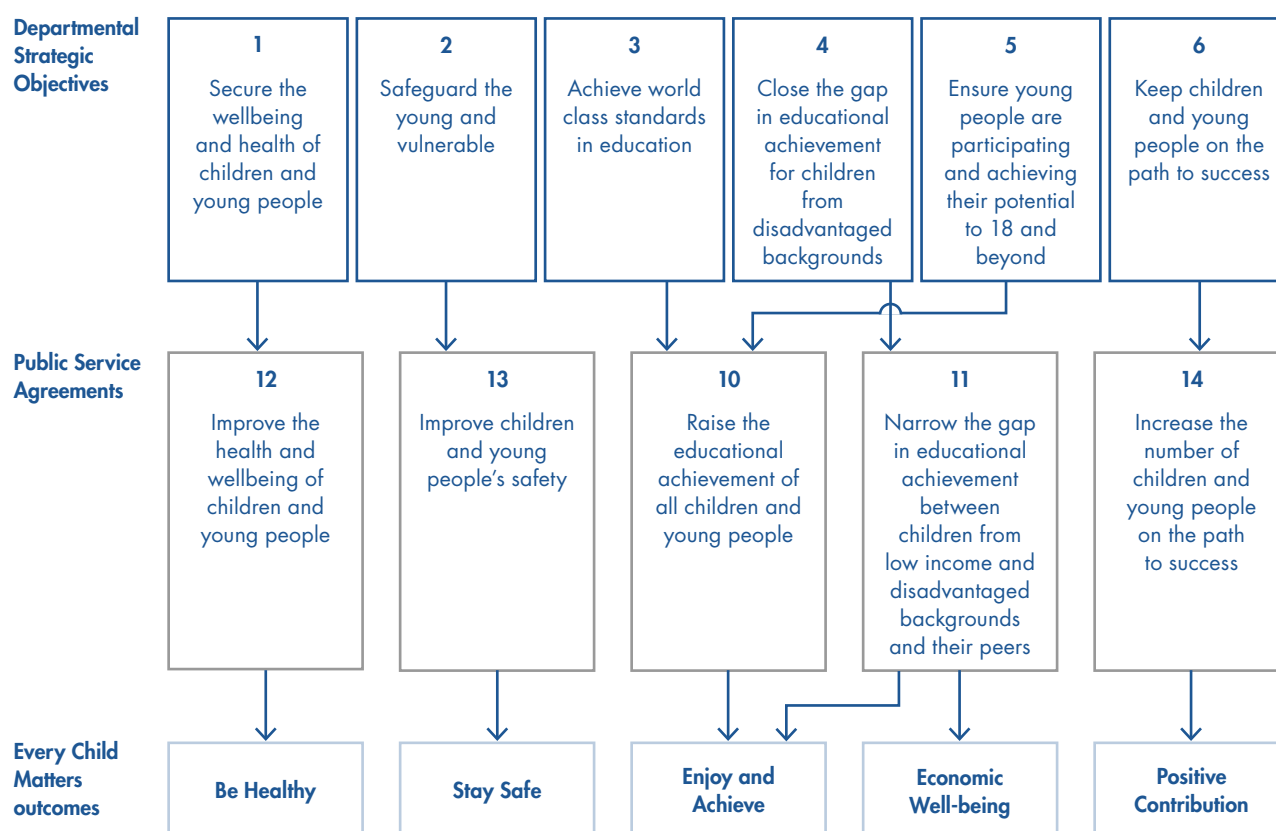 Departmental
Strategic
Objectives
1
Secure the
wellbeing
and health of
children and
young people
2
Safeguard the
young and
vulnerable
3
Achieve world
class standards
in education
4
Close the gap
in educational
achievement
for children
from
disadvantaged
backgrounds
5
Ensure young
people are
participating
and achieving
their potential
to 18 and
beyond
6
Keep children
and young
people on the
path to success
Public Service
Agreements
12
Improve the
health and
wellbeing of
children and
young people
13
Improve children
and young
people’s safety
10
Raise the
educational
achievement of
all children and
young people
11
Narrow the gap
in educational
achievement
between
children from
low income and
disadvantaged
backgrounds
and their peers
14
Increase the
number of
children and
young people
on the path
to success
Every Child
Matters
outcomes
Be Healthy
Stay Safe
Enjoy and
Achieve
Economic
Well-being
Positive
Contribution